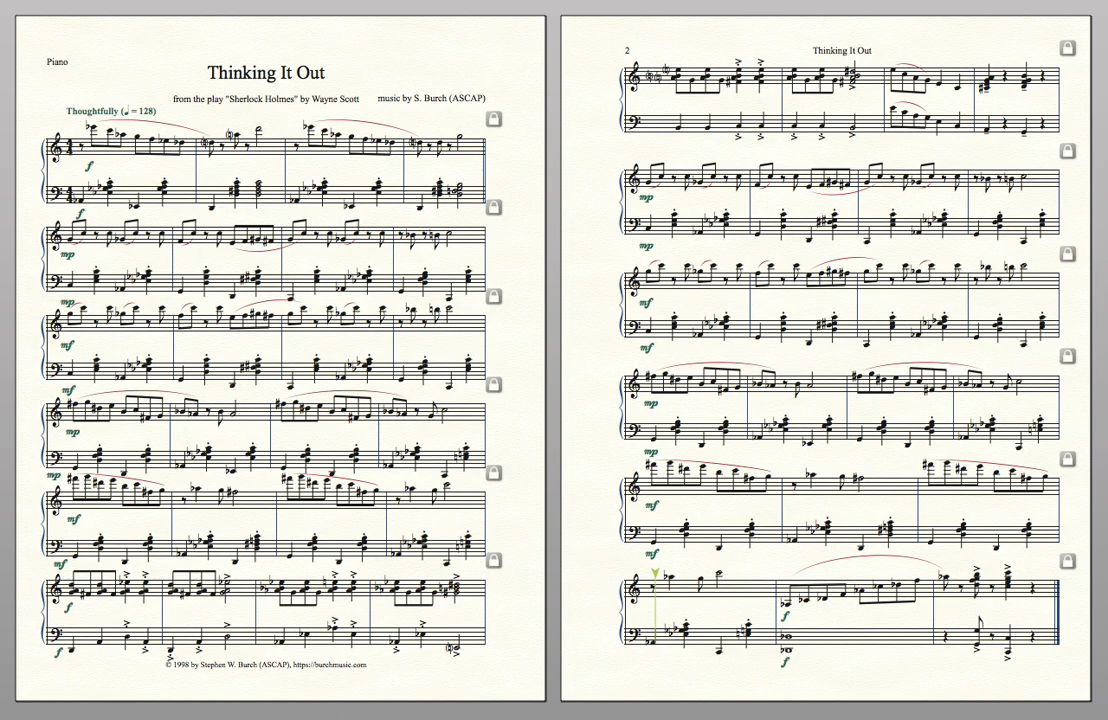 Piano
Thinking It Out
from the play "Sherlock Holmes" by Wayne Scott music by S. Burch (ASCAP)
Thoughtfully (♩ = 128)
f
f
mp
mp
mf
mf
mp
mp
mf
mf
f
f
© 1998 by Stephen W. Burch (ASCAP), https://burchmusic.com
2 Thinking It Out
mp
mp
mf
mf
mp
mp
mf
mf
f
f